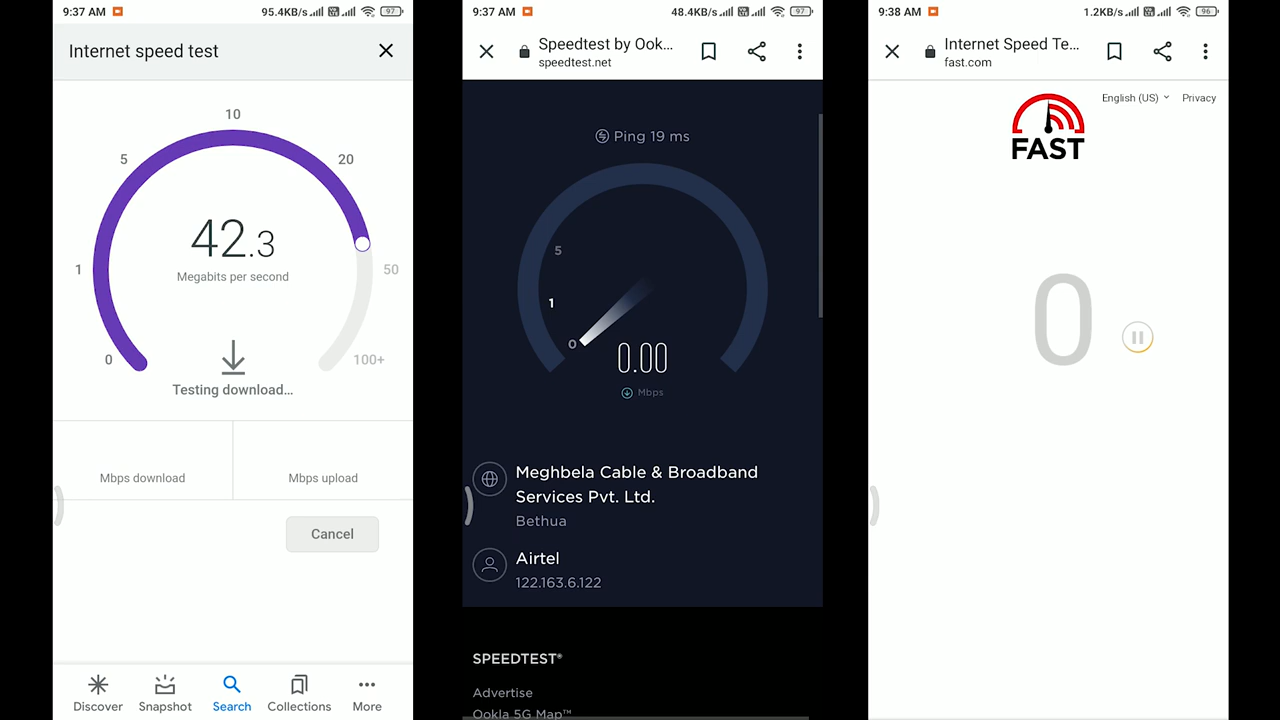 9:37 AM
95.4KB/s
97
Internet speed test
10
5
20
42.3
1
50
Megabits per second
0
100+
Testing download...
Mbps download
Mbps upload
Cancel
Discover
Snapshot
Search
Collections
More
9:37 AM
48.4KB/s
97
Speedtest by Ook...
speedtest.net
Ping 19 ms
5
1
0
0.00
Mbps
Meghbela Cable & Broadband
Services Pvt. Ltd.
Bethua
Airtel
122.163.6.122
SPEEDTEST®
Advertise
Ookla 5G Map™
9:38 AM
1.2KB/s
96
Internet Speed Te...
fast.com
English (US)
Privacy
FAST
0